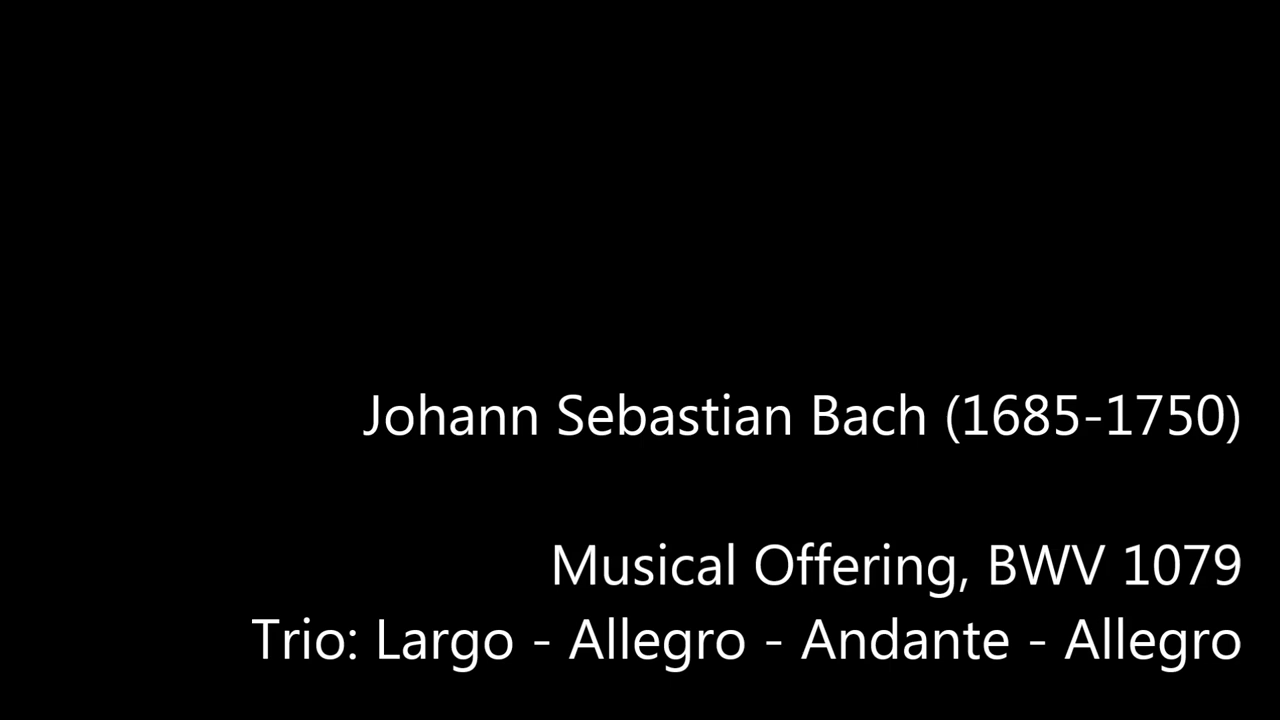 Johann Sebastian Bach (1685-1750)
Musical Offering, BWV 1079
Trio: Largo - Allegro - Andante - Allegro